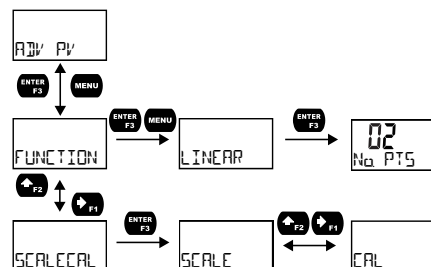 ADV PV
ENTER F3
MENU
ENTER F3
MENU
ENTER F3
FUNCTION
LINEAR
02
No. PTS
F2
F1
ENTER F3
F2
F1
SCALECAL
SCALE
CAL